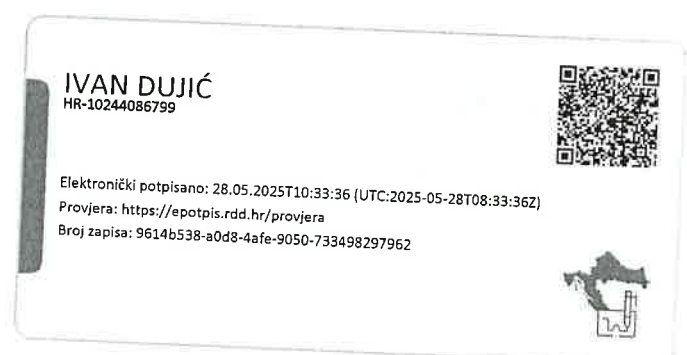 IVAN DUJIĆ
HR-10244086799
Elektronički potpisano: 28.05.2025T10:33:36 (UTC:2025-05-28T08:33:36Z)
Provjera: https://epotpis.rdd.hr/provjera
Broj zapisa: 9614b538-a0d8-4afe-9050-733498297962